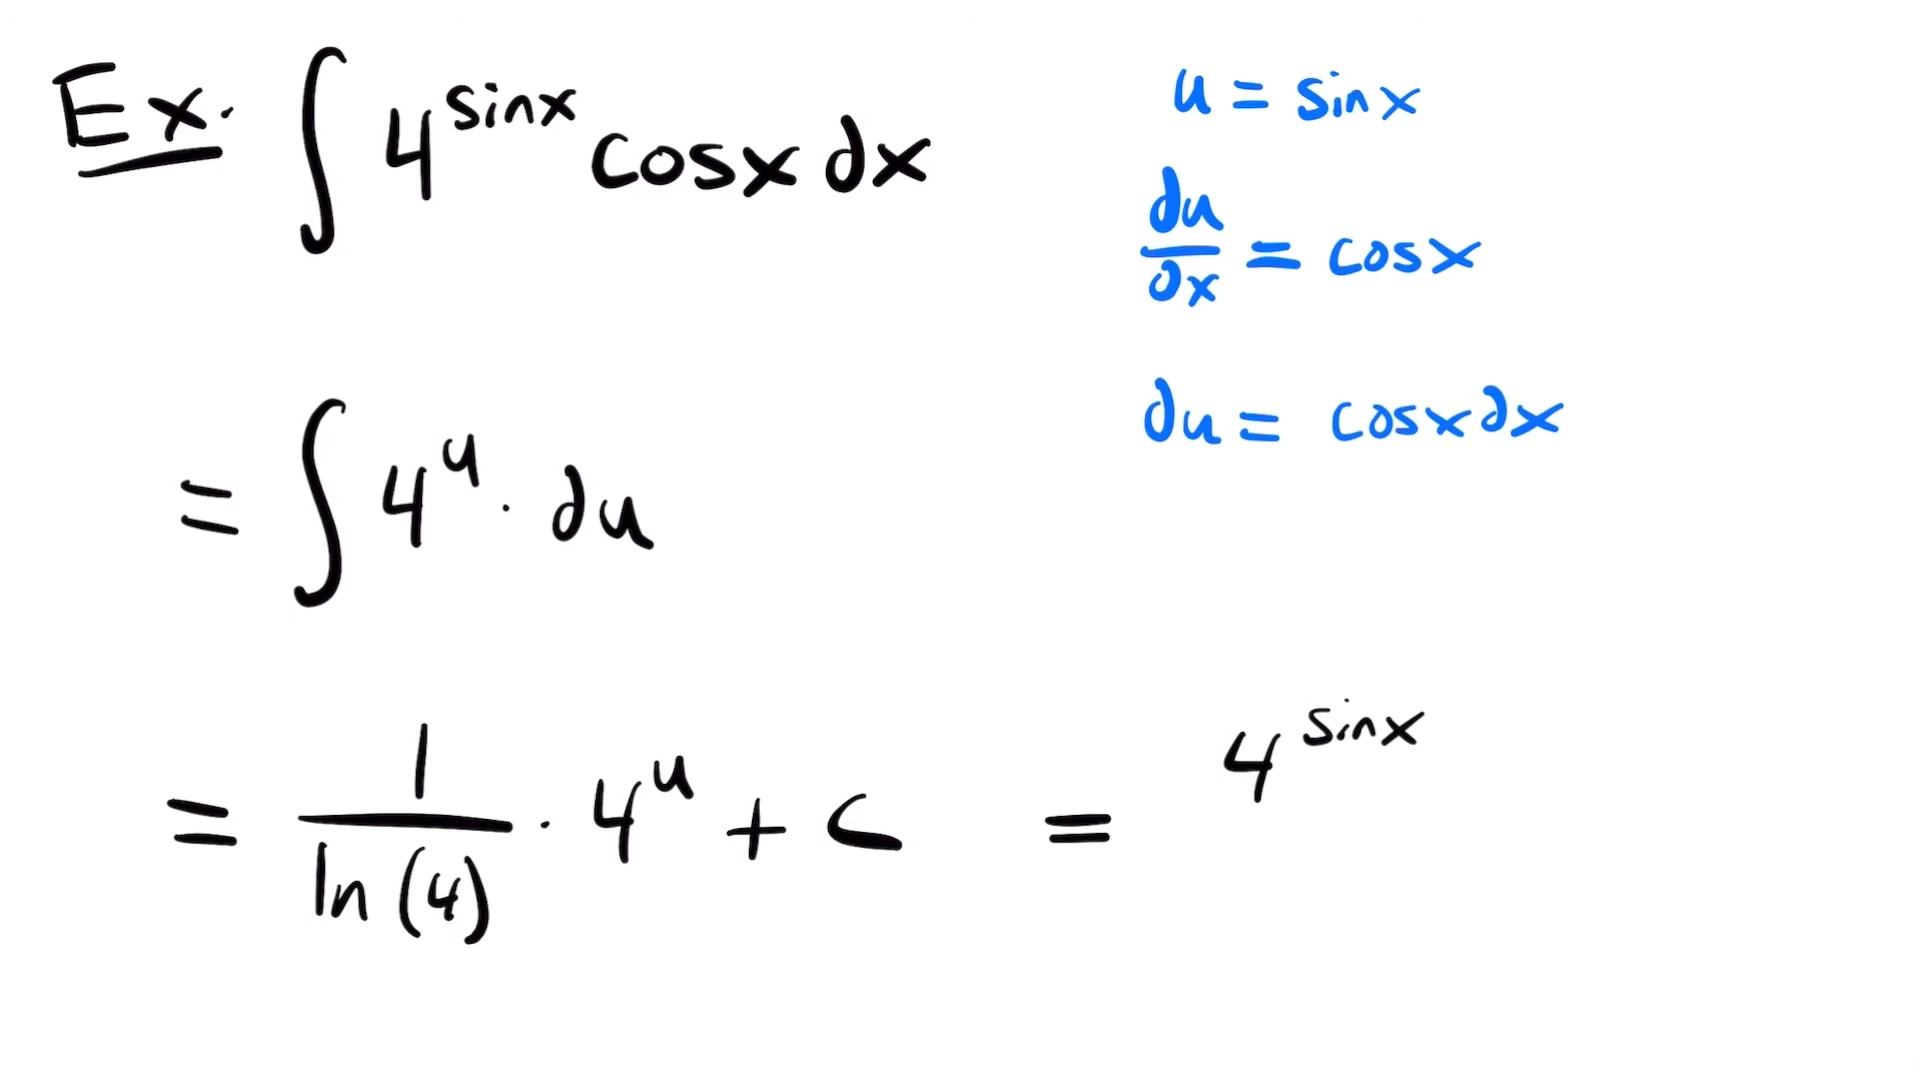 Ex. ∫ 4^{sinx} cosx dx
u = sinx
du/dx = cosx
du = cosx dx
= ∫ 4^u · du
= 1/ln(4) · 4^u + C = 4^{sinx}